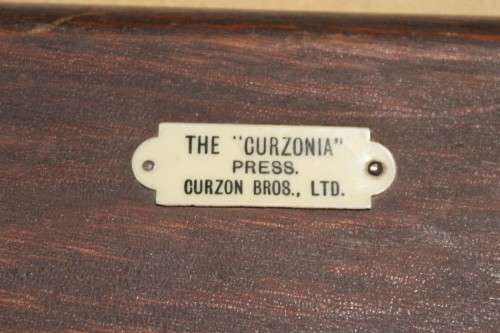 THE "CURZONIA"
PRESS.
CURZON BROS., LTD.